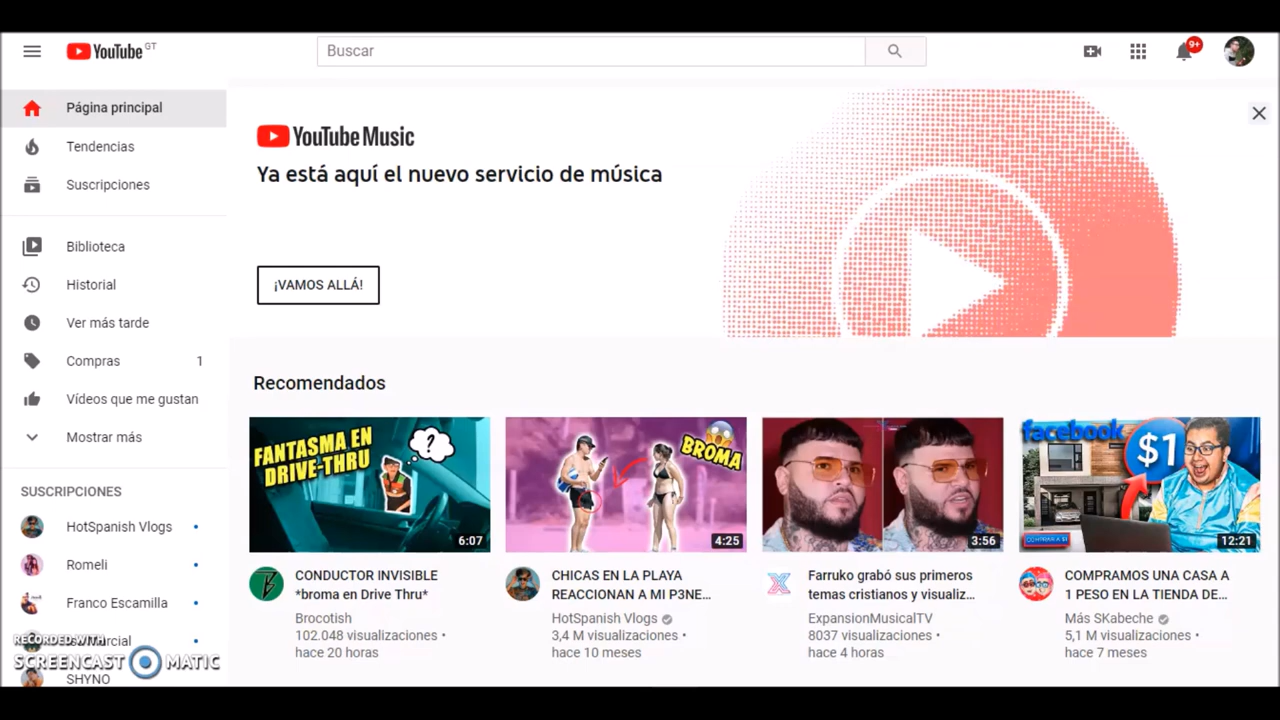 YouTube GT
Buscar
9+
Página principal
Tendencias
Suscripciones
Biblioteca
Historial
Ver más tarde
Compras 1
Vídeos que me gustan
Mostrar más
SUSCRIPCIONES
HotSpanish Vlogs
Romeli
Franco Escamilla
RECORDED WITH
SCREENCAST MATIC
SHYNO
YouTube Music
Ya está aquí el nuevo servicio de música
¡VAMOS ALLÁ!
Recomendados
FANTASMA EN
DRIVE-THRU
?
6:07
CONDUCTOR INVISIBLE
*broma en Drive Thru*
Brocotish
102.048 visualizaciones •
hace 20 horas
BROMA
4:25
CHICAS EN LA PLAYA
REACCIONAN A MI P3NE...
HotSpanish Vlogs
3,4 M visualizaciones •
hace 10 meses
3:56
Farruko grabó sus primeros
temas cristianos y visualiz...
ExpansionMusicalTV
8037 visualizaciones •
hace 4 horas
facebook
$1
COMPRAR A $1
12:21
COMPRAMOS UNA CASA A
1 PESO EN LA TIENDA DE...
Más SKabeche
5,1 M visualizaciones •
hace 7 meses